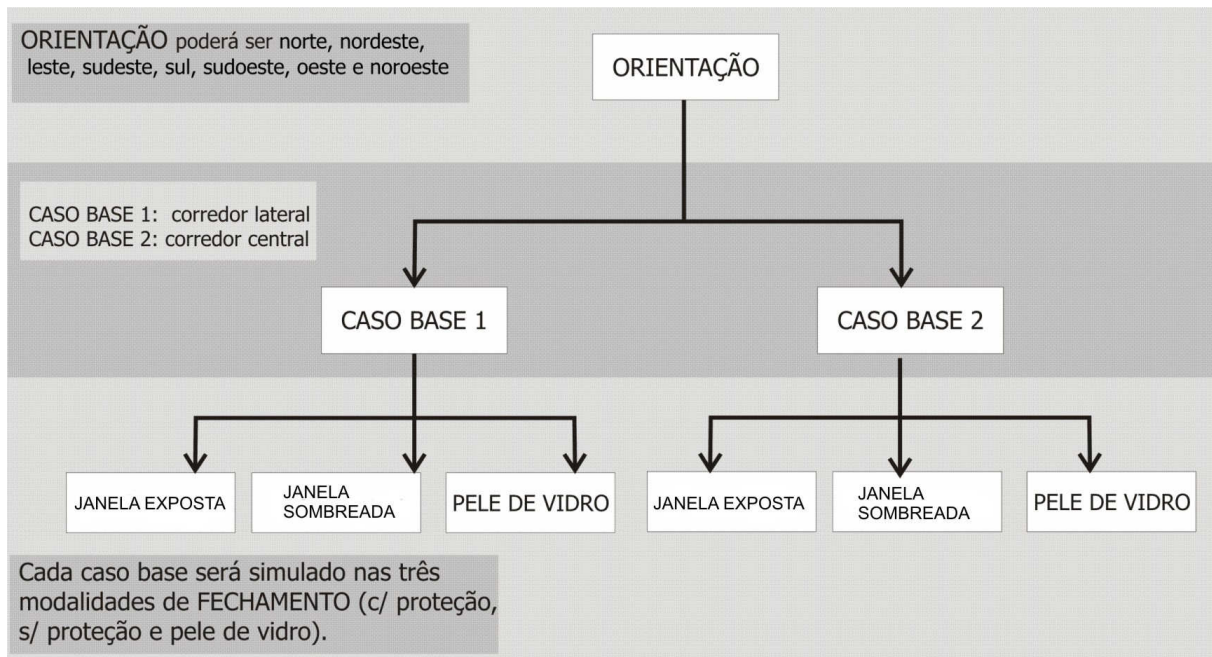 ORIENTAÇÃO poderá ser norte, nordeste,
leste, sudeste, sul, sudoeste, oeste e noroeste
ORIENTAÇÃO
CASO BASE 1: corredor lateral
CASO BASE 2: corredor central
CASO BASE 1
CASO BASE 2
JANELA EXPOSTA
JANELA
SOMBREADA
PELE DE VIDRO
JANELA EXPOSTA
JANELA
SOMBREADA
PELE DE VIDRO
Cada caso base será simulado nas três
modalidades de FECHAMENTO (c/ proteção,
s/ proteção e pele de vidro).